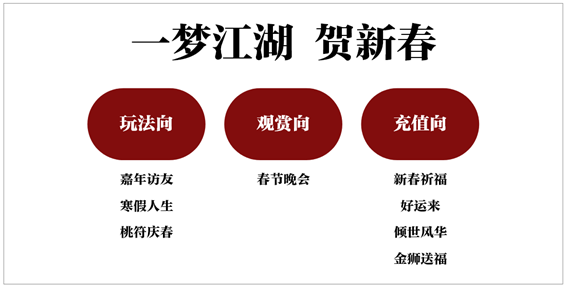 一梦江湖 贺新春
玩法向
嘉年访友
寒假人生
桃符庆春
观赏向
春节晚会
充值向
新春祈福
好运来
倾世风华
金狮送福